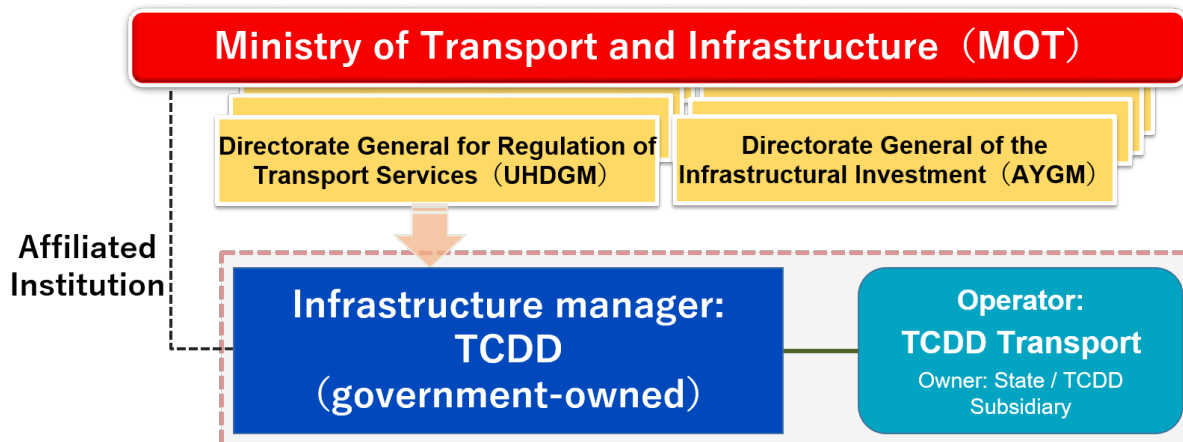 Ministry of Transport and Infrastructure（MOT）
Directorate General for Regulation of
Transport Services（UHDGM）
Directorate General of the
Infrastructural Investment（AYGM）
Affiliated
Institution
Infrastructure manager:
TCDD
（government-owned）
Operator:
TCDD Transport
Owner: State / TCDD
Subsidiary